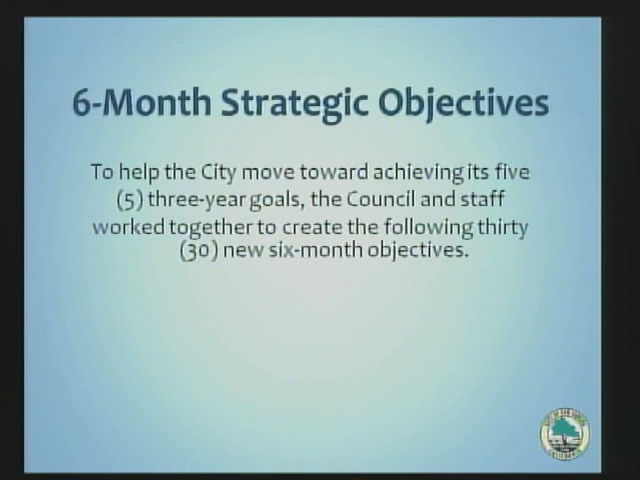 6-Month Strategic Objectives
To help the City move toward achieving its five
(5) three-year goals, the Council and staff
worked together to create the following thirty
(30) new six-month objectives.